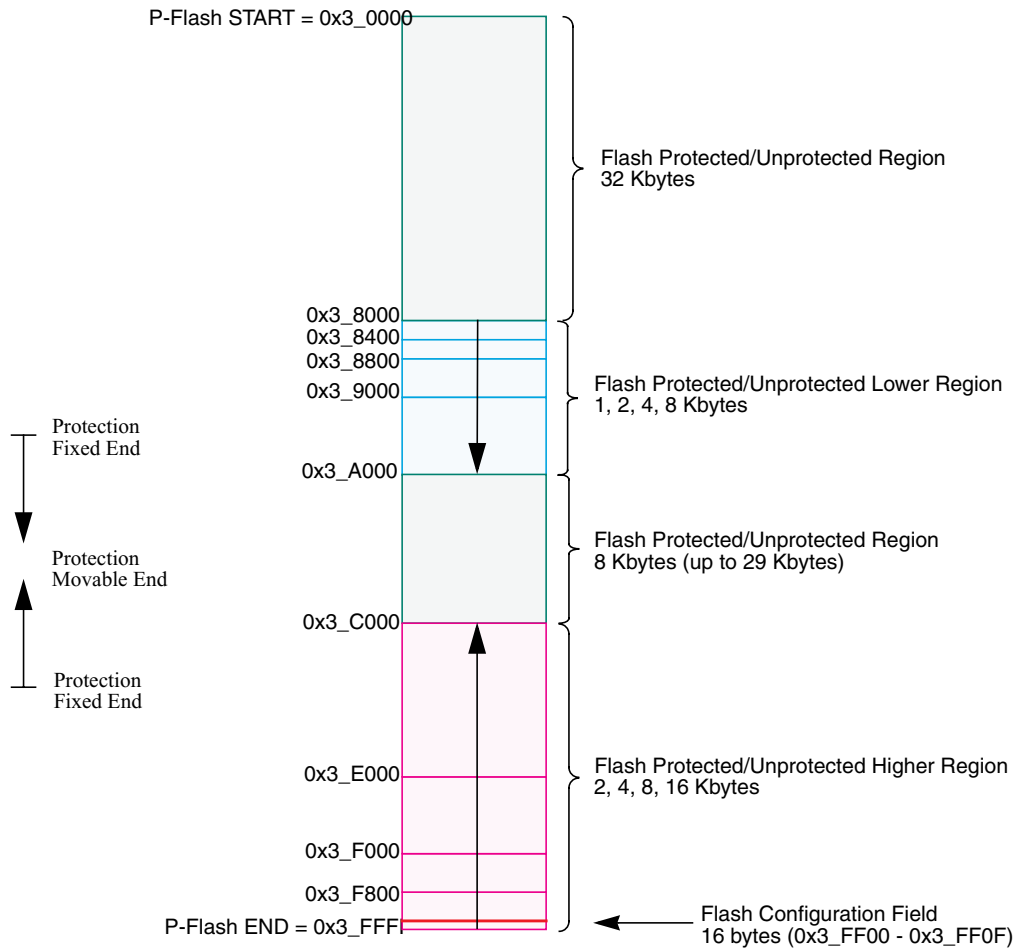 P-Flash START = 0x3_0000
Flash Protected/Unprotected Region
32 Kbytes
0x3_8000
0x3_8400
0x3_8800
0x3_9000
Flash Protected/Unprotected Lower Region
1, 2, 4, 8 Kbytes
Protection
Fixed End
0x3_A000
Flash Protected/Unprotected Region
8 Kbytes (up to 29 Kbytes)
Protection
Movable End
0x3_C000
Protection
Fixed End
Flash Protected/Unprotected Higher Region
2, 4, 8, 16 Kbytes
0x3_E000
0x3_F000
0x3_F800
P-Flash END = 0x3_FFFF
Flash Configuration Field
16 bytes (0x3_FF00 - 0x3_FF0F)